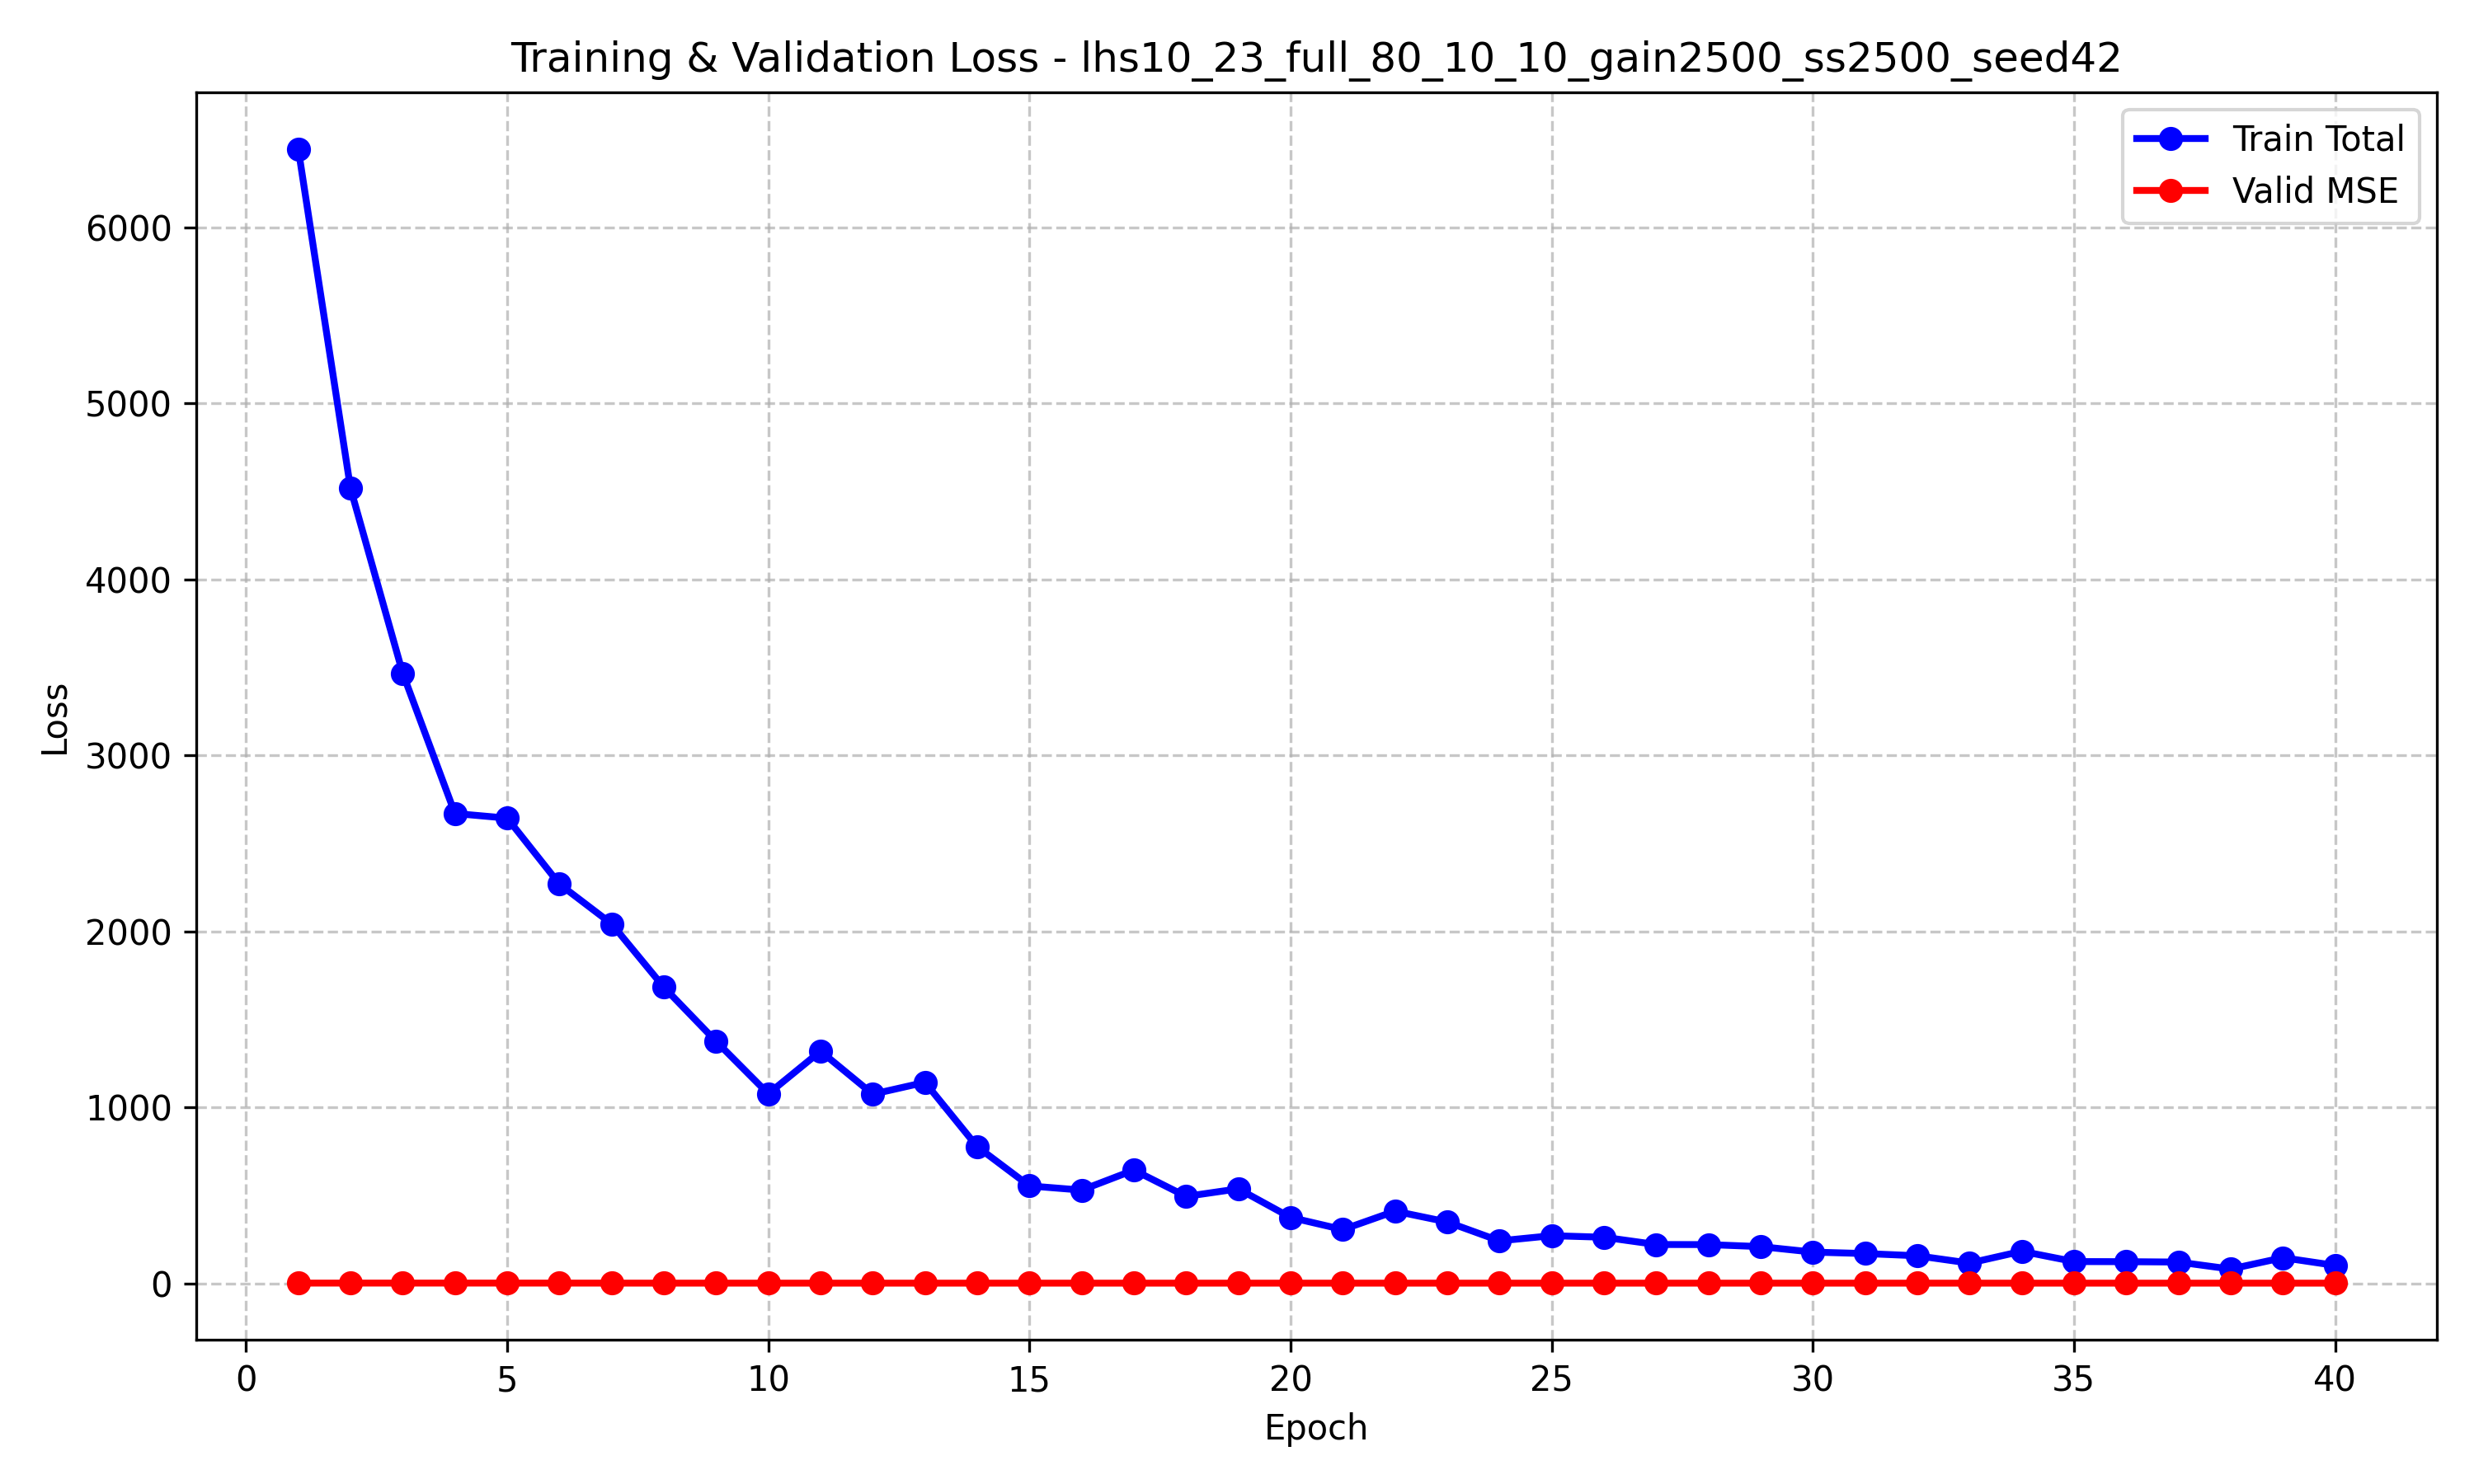 Training & Validation Loss - lhs10_23_full_80_10_10_gain2500_ss2500_seed42
Train Total
Valid MSE
6000
5000
4000
3000
2000
1000
0
Loss
0 5 10 15 20 25 30 35 40
Epoch